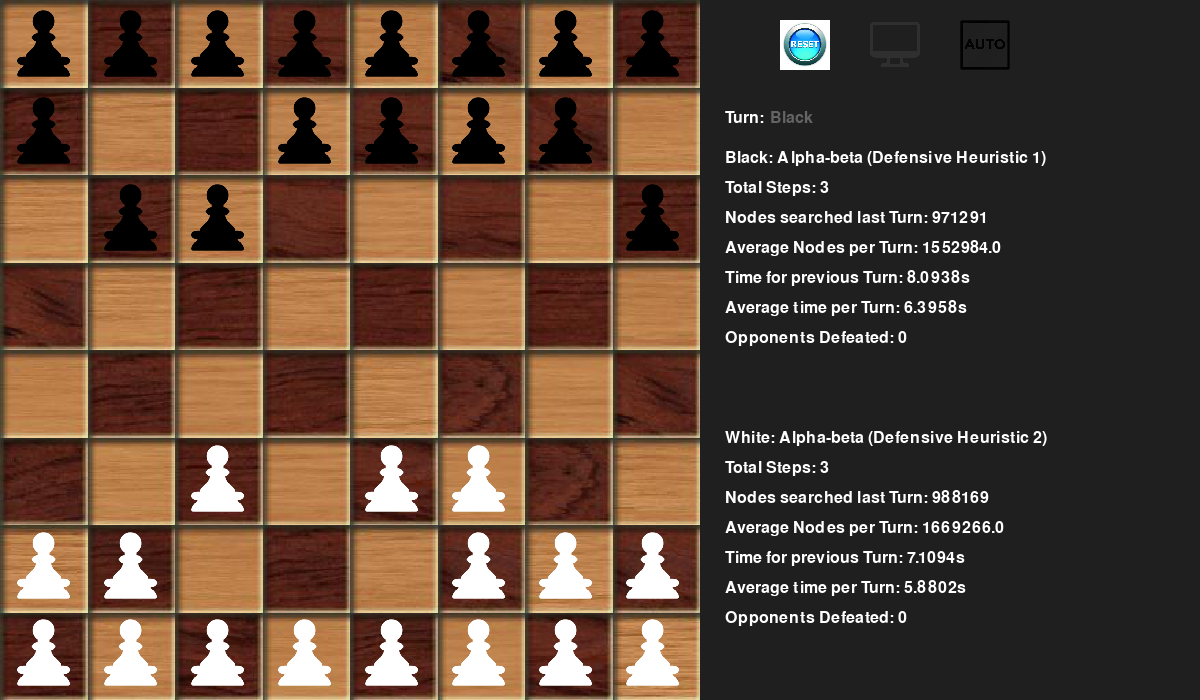 RESET
AUTO
Turn: Black
Black: Alpha-beta (Defensive Heuristic 1)
Total Steps: 3
Nodes searched last Turn: 971291
Average Nodes per Turn: 1552984.0
Time for previous Turn: 8.0938s
Average time per Turn: 6.3958s
Opponents Defeated: 0
White: Alpha-beta (Defensive Heuristic 2)
Total Steps: 3
Nodes searched last Turn: 988169
Average Nodes per Turn: 1669266.0
Time for previous Turn: 7.1094s
Average time per Turn: 5.8802s
Opponents Defeated: 0